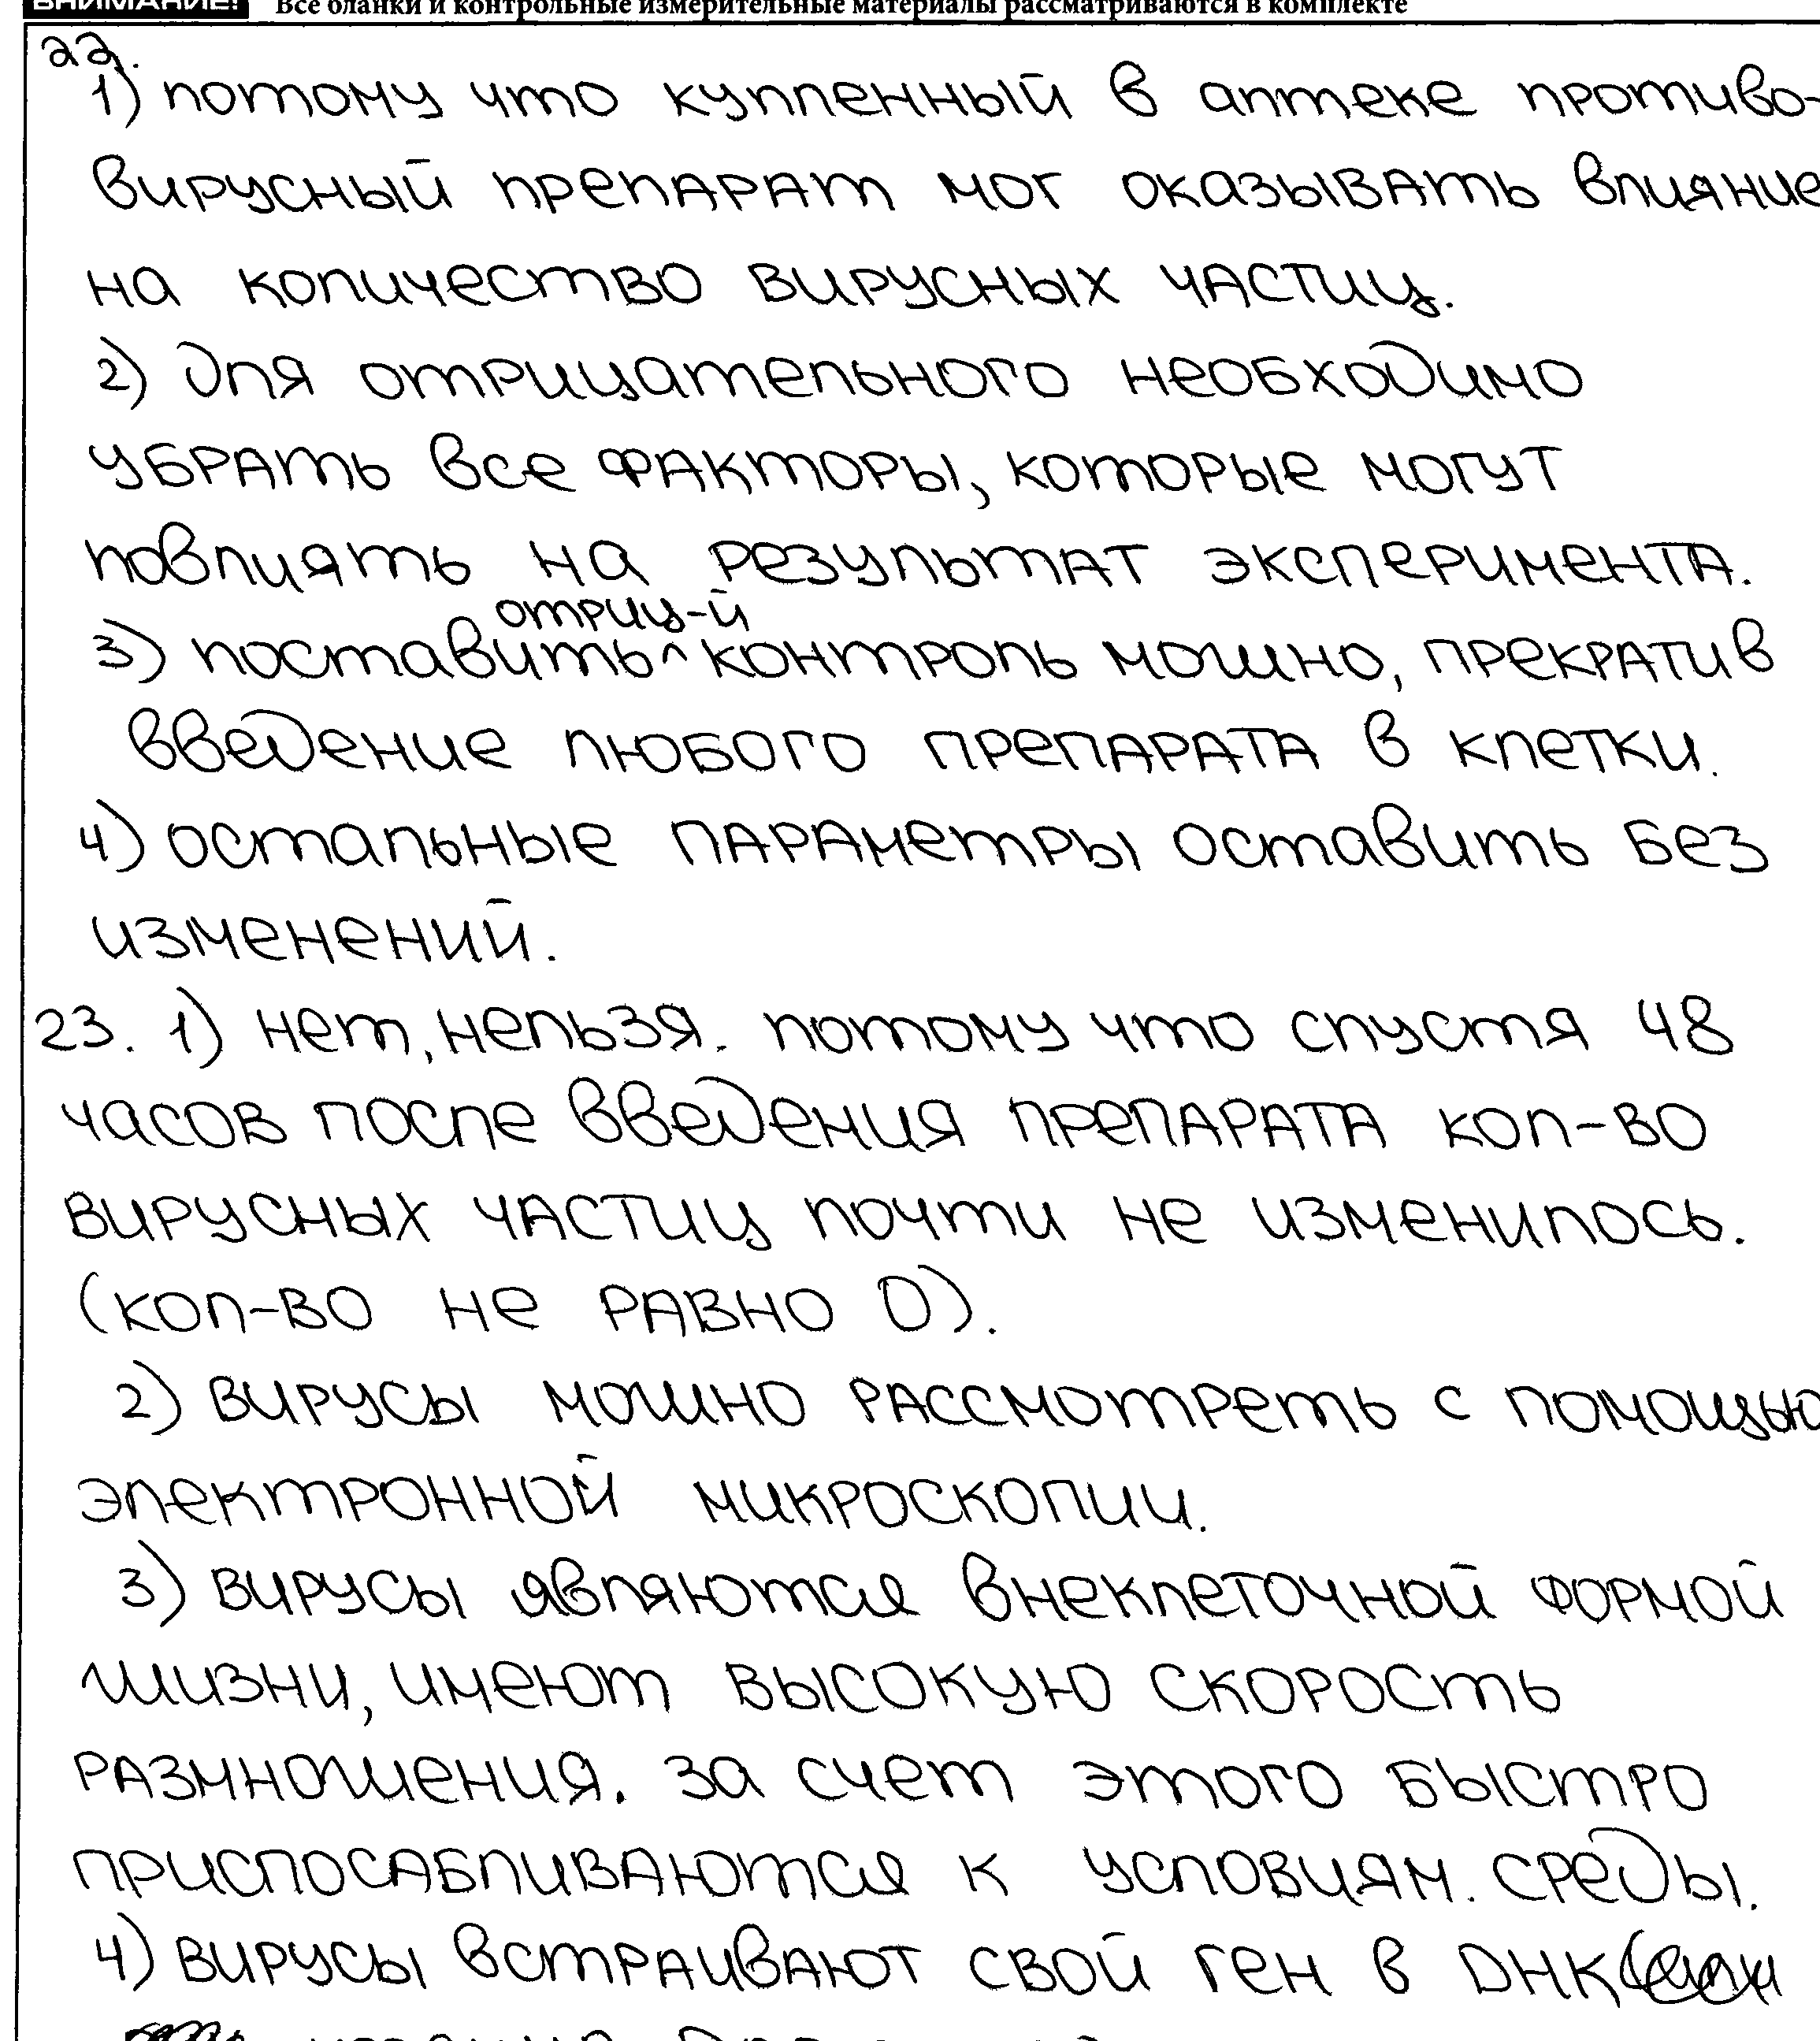 ВНИМАНИЕ! Все бланки и контрольные измерительные материалы рассматриваются в комплекте
22.
1) потому что купленный в аптеке противо-
вирусный препарат мог оказывать влияние
на количество вирусных частиц.
2) для отрицательного необходимо
убрать все факторы, которые могут
повлиять на результат эксперимента.
отриц-й
3) поставить ^ контроль можно, прекратив
введение любого препарата в клетки.
4) остальные параметры оставить без
изменений.
23. 1) нет, нельзя. потому что спустя 48
часов после введения препарата кол-во
вирусных частиц почти не изменилось.
(кол-во не равно 0).
2) вирусы можно рассмотреть с помощью
электронной микроскопии.
3) вирусы являются внеклеточной формой
жизни, имеют высокую скорость
размножения. за счет этого быстро
приспосабливаются к условиям. среды.
4) вирусы встраивают свой ген в ДНК